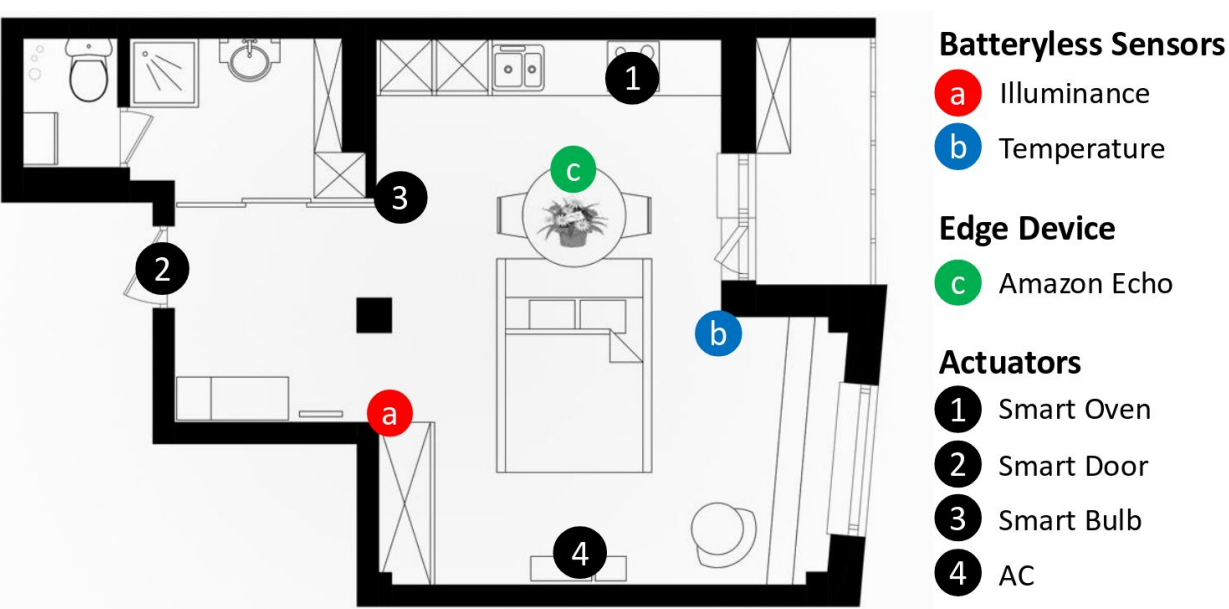 1
c
3
2
b
a
4
Batteryless Sensors
a Illuminance
b Temperature
Edge Device
c Amazon Echo
Actuators
1 Smart Oven
2 Smart Door
3 Smart Bulb
4 AC